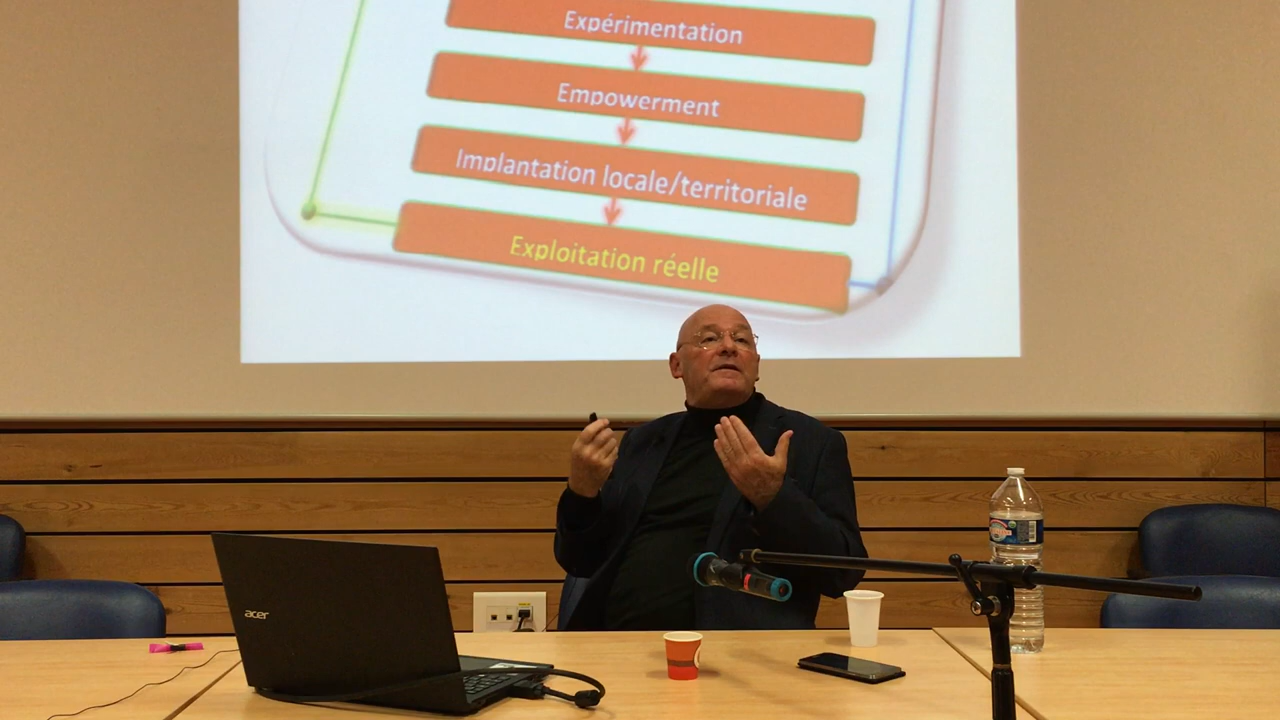 Expérimentation
Empowerment
Implantation locale/territoriale
Exploitation réelle
acer